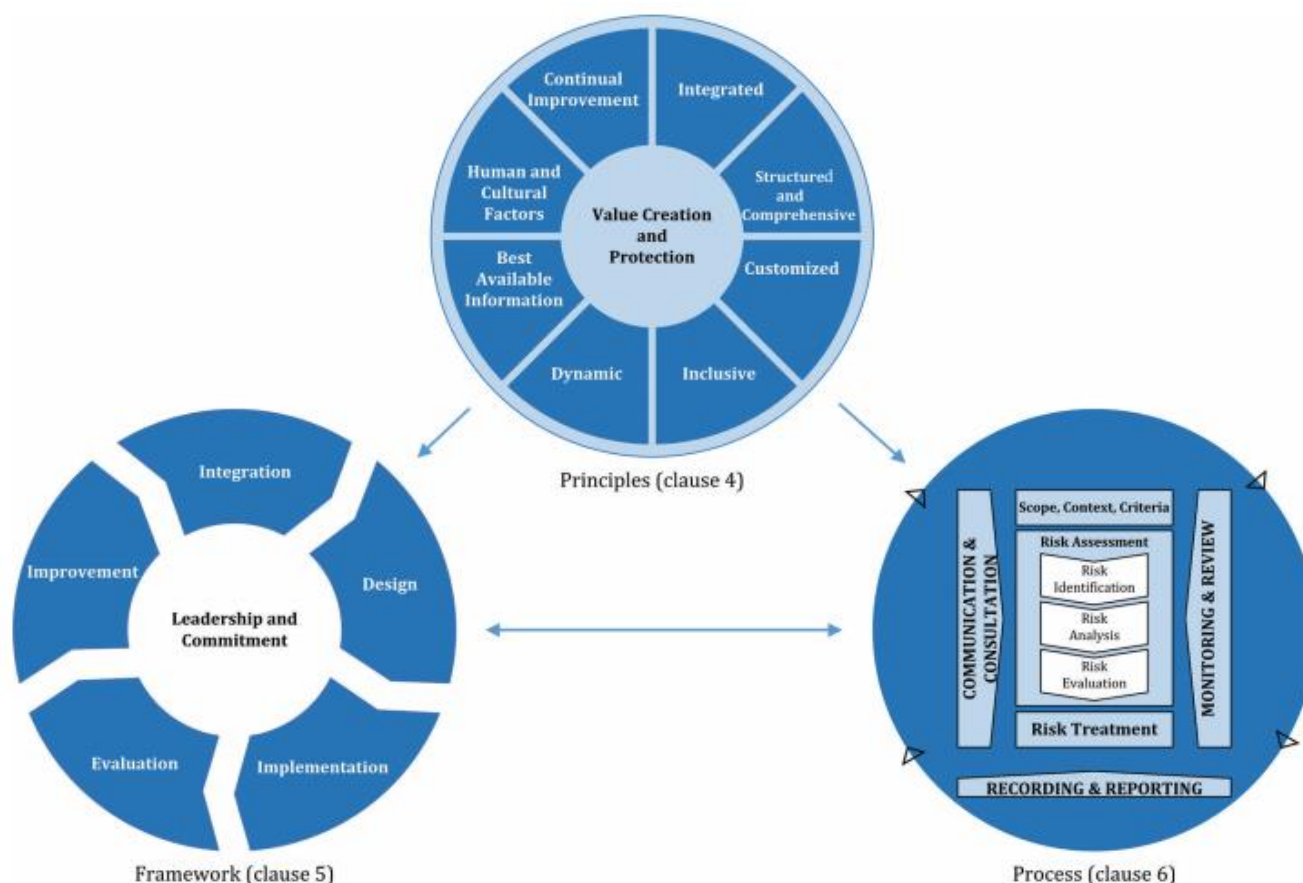 Continual
Improvement
Integrated
Human and
Cultural
Factors
Structured
and
Comprehensive
Value Creation
and
Protection
Best
Available
Information
Customized
Dynamic
Inclusive
Principles (clause 4)
Integration
Improvement
Design
Leadership and
Commitment
Evaluation
Implementation
Framework (clause 5)
COMMUNICATION &
CONSULTATION
Scope, Context, Criteria
Risk Assessment
Risk
Identification
Risk
Analysis
Risk
Evaluation
Risk Treatment
MONITORING & REVIEW
RECORDING & REPORTING
Process (clause 6)